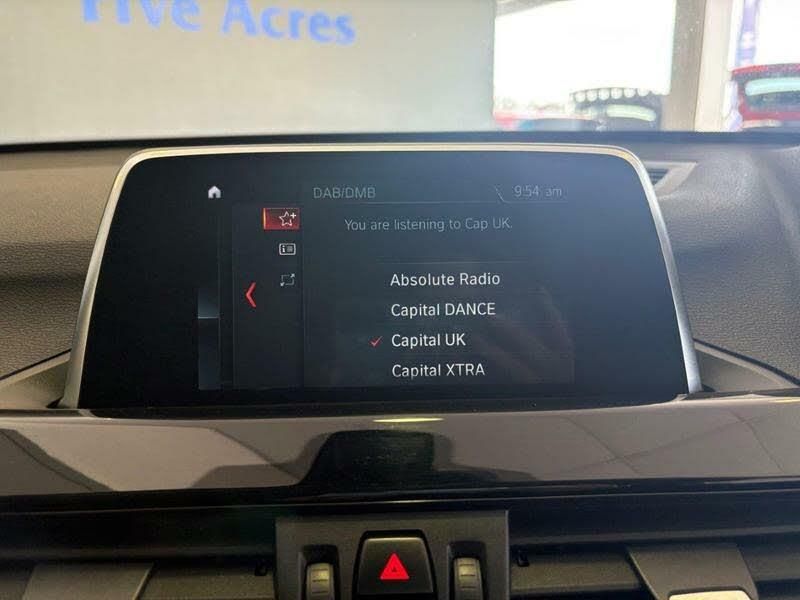 Five Acres
DAB/DMB
9:54 am
You are listening to Cap UK.
Absolute Radio
Capital DANCE
Capital UK
Capital XTRA